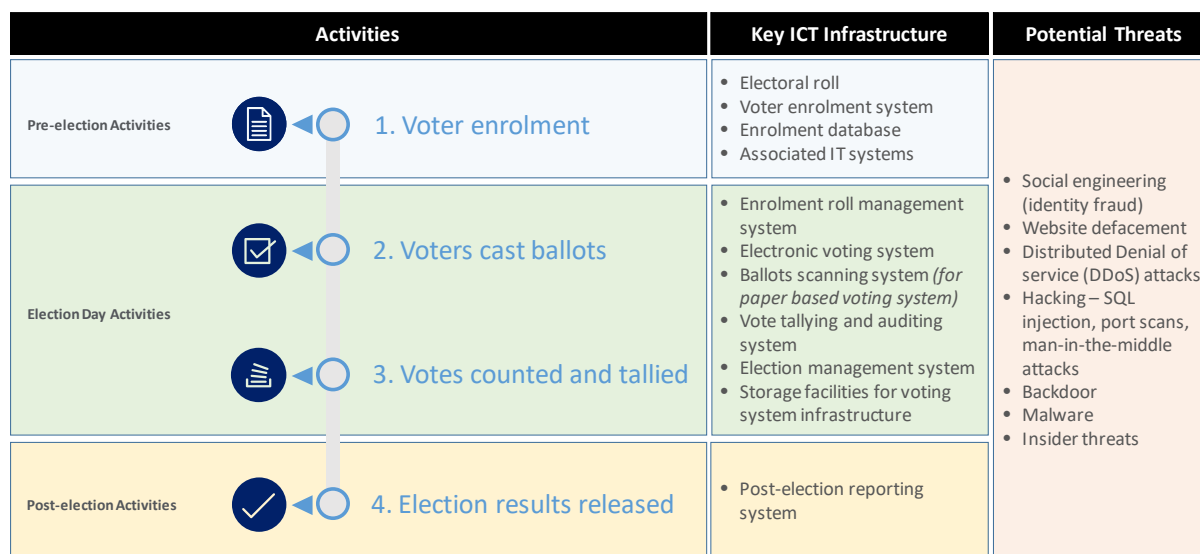 Activities
Key ICT Infrastructure
Potential Threats
Pre-election Activities
1. Voter enrolment
• Electoral roll
• Voter enrolment system
• Enrolment database
• Associated IT systems
Election Day Activities
2. Voters cast ballots
3. Votes counted and tallied
• Enrolment roll management
system
• Electronic voting system
• Ballots scanning system (for
paper based voting system)
• Vote tallying and auditing
system
• Election management system
• Storage facilities for voting
system infrastructure
Post-election Activities
4. Election results released
• Post-election reporting
system
• Social engineering
(identity fraud)
• Website defacement
• Distributed Denial of
service (DDoS) attacks
• Hacking – SQL
injection, port scans,
man-in-the-middle
attacks
• Backdoor
• Malware
• Insider threats